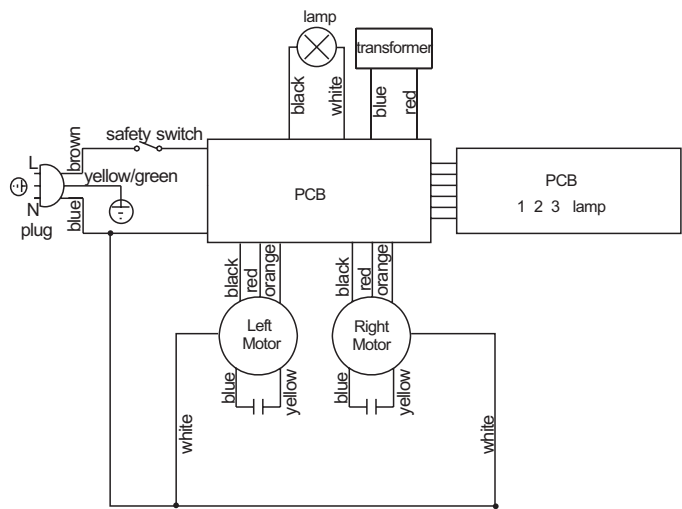 lamp
transformer
black
white
blue
red
safety switch
brown
L
yellow/green
N
blue
plug
PCB
PCB
1 2 3 lamp
black
red
orange
black
red
orange
Left
Motor
Right
Motor
blue
yellow
blue
yellow
white
white